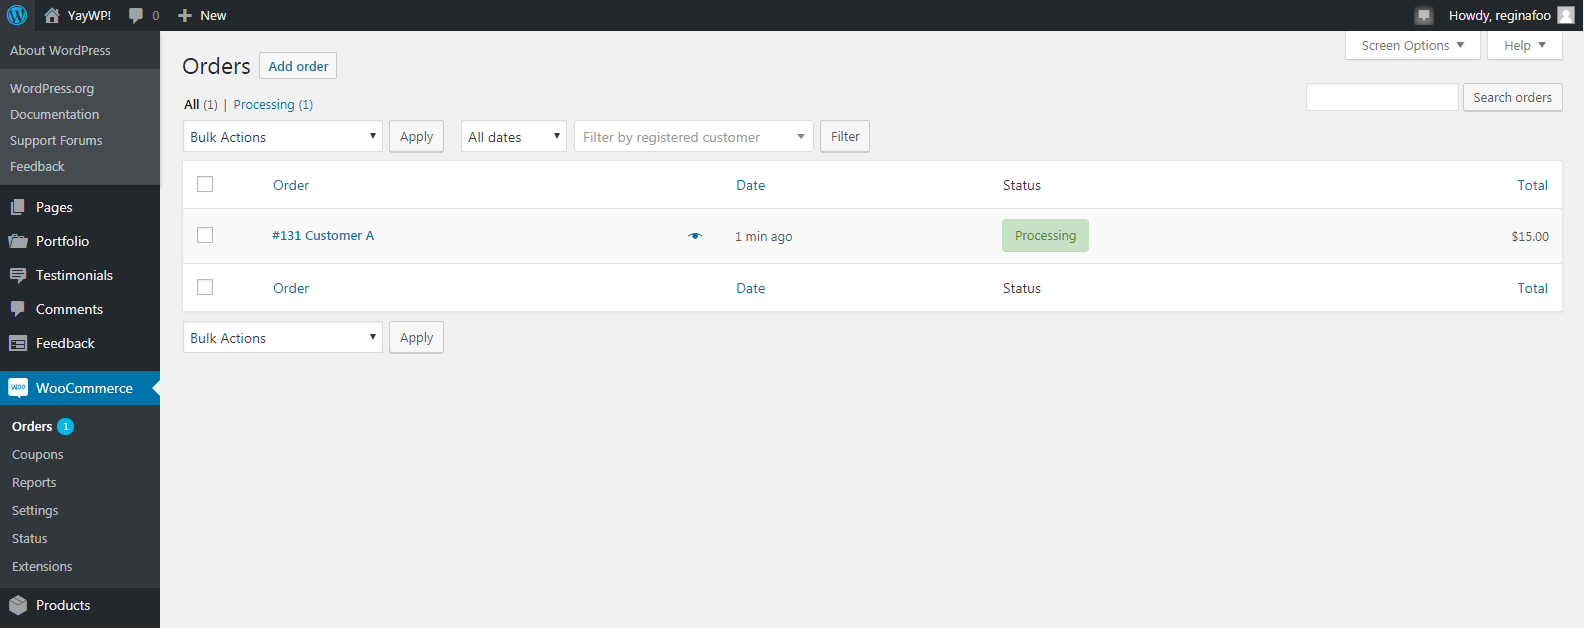 YayWP! 0 New Howdy, reginafoo
About WordPress
WordPress.org
Documentation
Support Forums
Feedback
Pages
Portfolio
Testimonials
Comments
Feedback
Woo WooCommerce
Orders 1
Coupons
Reports
Settings
Status
Extensions
Products
Screen Options Help
Orders Add order
All (1) | Processing (1)
Search orders
Bulk Actions Apply All dates Filter by registered customer Filter
Order Date Status Total
#131 Customer A 1 min ago Processing $15.00
Order Date Status Total
Bulk Actions Apply